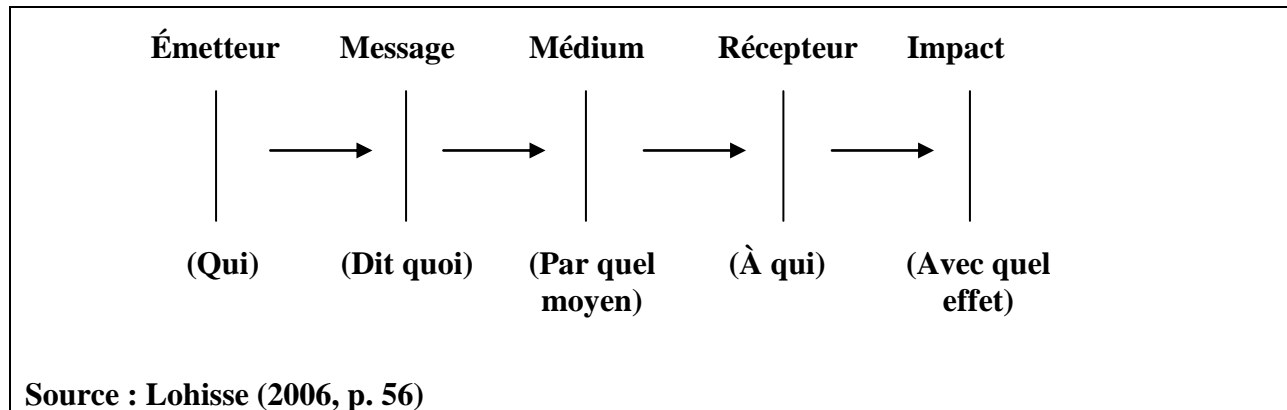 Émetteur Message Médium Récepteur Impact
(Qui) (Dit quoi) (Par quel (À qui) (Avec quel
moyen) effet)
Source : Lohisse (2006, p. 56)